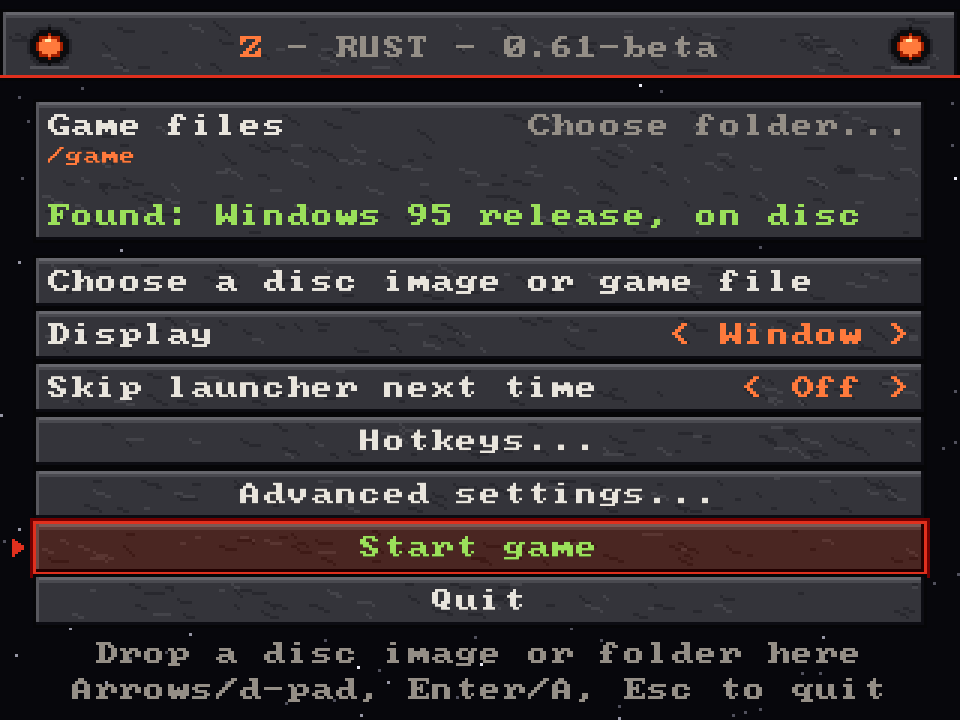 Z - RUST - 0.61-beta
Game files Choose folder...
/game
Found: Windows 95 release, on disc
Choose a disc image or game file
Display < Window >
Skip launcher next time < Off >
Hotkeys...
Advanced settings...
Start game
Quit
Drop a disc image or folder here
Arrows/d-pad, Enter/A, Esc to quit